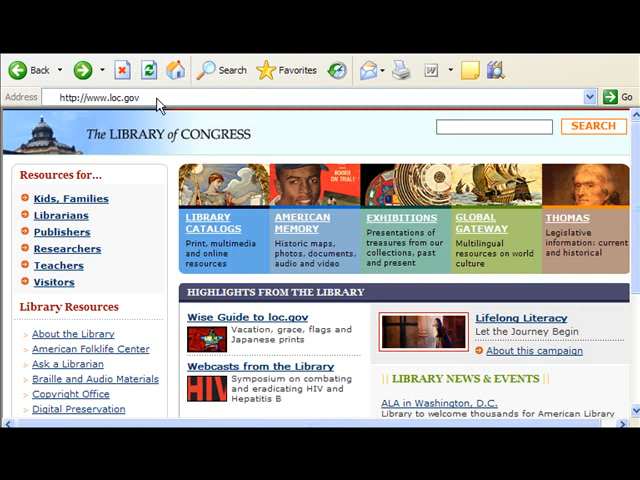 Back
Search
Favorites
Address
http://www.loc.gov
Go
The LIBRARY of CONGRESS
SEARCH
Resources for...
Kids, Families
Librarians
Publishers
Researchers
Teachers
Visitors
Library Resources
About the Library
American Folklife Center
Ask a Librarian
Braille and Audio Materials
Copyright Office
Digital Preservation
ROOKIE
ON TRIAL!
LIBRARY
CATALOGS
Print, multimedia
and online
resources
AMERICAN
MEMORY
Historic maps,
photos, documents,
audio and video
EXHIBITIONS
Presentations of
treasures from our
collections, past
and present
GLOBAL
GATEWAY
Multilingual
resources on world
culture
THOMAS
Legislative
information: current
and historical
HIGHLIGHTS FROM THE LIBRARY
Wise Guide to loc.gov
Vacation, grace, flags and
Japanese prints
Webcasts from the Library
HIV
Symposium on combating
and eradicating HIV and
Hepatitis B
Lifelong Literacy
Let the Journey Begin
About this campaign
LIBRARY NEWS & EVENTS
ALA in Washington, D.C.
Library to welcome thousands for American Library